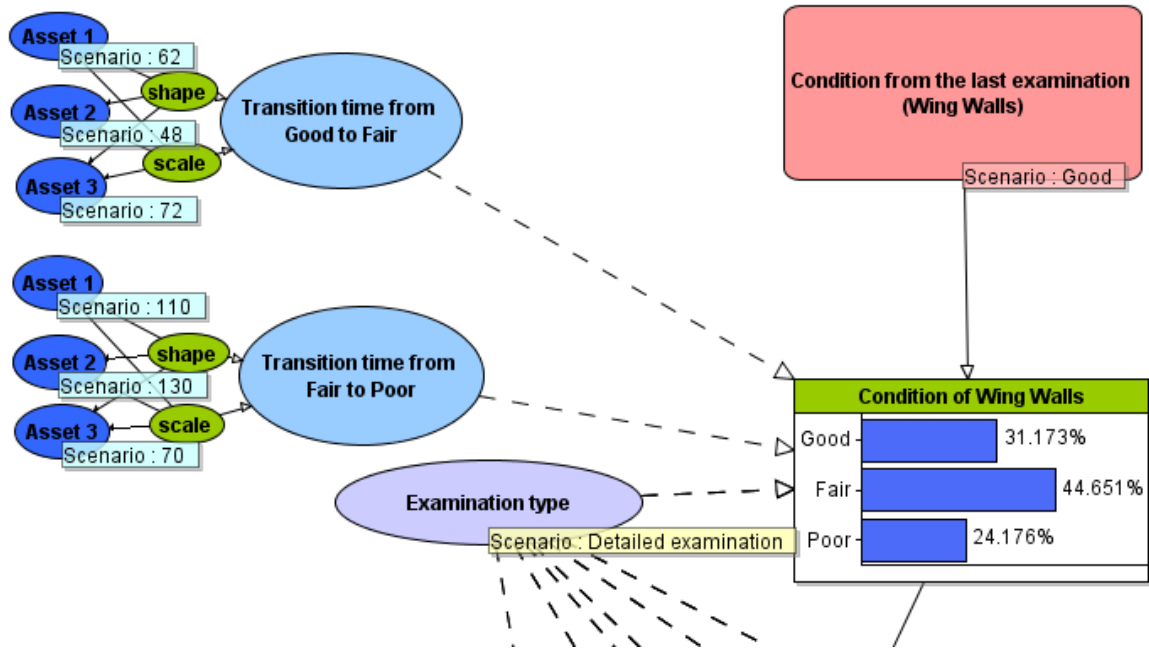 Asset 1
Scenario : 62
shape
Asset 2
Scenario : 48
scale
Asset 3
Scenario : 72
Transition time from
Good to Fair
Condition from the last examination
(Wing Walls)
Scenario : Good
Asset 1
Scenario : 110
shape
Asset 2
Scenario : 130
scale
Asset 3
Scenario : 70
Transition time from
Fair to Poor
Examination type
Scenario : Detailed examination
Condition of Wing Walls
Good 31.173%
Fair 44.651%
Poor 24.176%